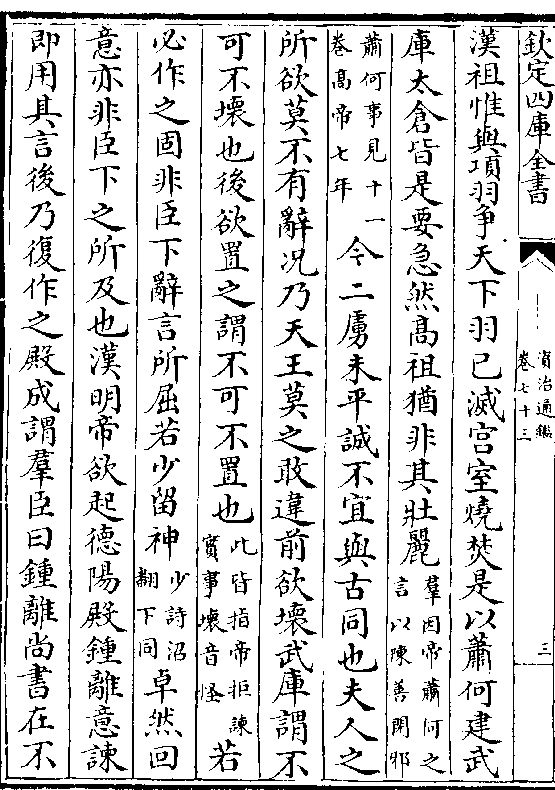 欽定四庫全書
資治通鑑
卷七十三
三
漢祖惟與項羽爭天下羽已滅宫室燒焚是以蕭何建武
庫太倉皆是要急然髙祖猶非其壯麗
羣因帝蕭何之
言以陳善閉邪
蕭何事見十一
卷髙帝七年
今二虜未平誠不宜與古同也夫人之
所欲莫不有辭况乃天王莫之敢違前欲壞武庫謂不
可不壞也後欲置之謂不可不置也
此皆指帝拒諫
實事壞音怪
若
必作之固非臣下辭言所屈若少留神
少詩沼
翻下同
卓然回
意亦非臣下之所及也漢明帝欲起德陽殿鍾離意諫
即用其言後乃復作之殿成謂羣臣曰鍾離尚書在不